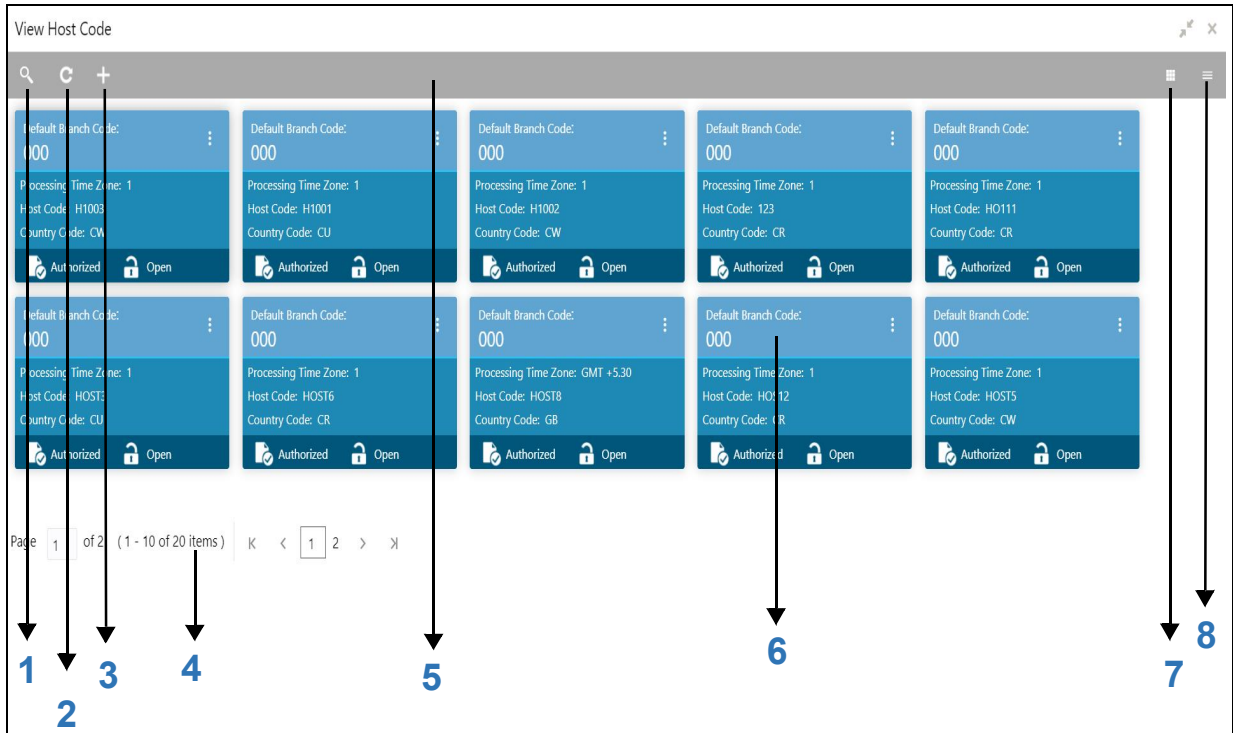 View Host Code
Default Branch Code: Default Branch Code: Default Branch Code: Default Branch Code: Default Branch Code:
000 000 000 000 000
Processing Time Zone: 1 Processing Time Zone: 1 Processing Time Zone: 1 Processing Time Zone: 1 Processing Time Zone: 1
Host Code: H1003 Host Code: H1001 Host Code: H1002 Host Code: 123 Host Code: HO111
Country Code: CW Country Code: CU Country Code: CW Country Code: CR Country Code: CR
Authorized Open Authorized Open Authorized Open Authorized Open Authorized Open
Default Branch Code: Default Branch Code: Default Branch Code: Default Branch Code: Default Branch Code:
000 000 000 000 000
Processing Time Zone: 1 Processing Time Zone: 1 Processing Time Zone: GMT +5.30 Processing Time Zone: 1 Processing Time Zone: 1
Host Code: HOST3 Host Code: HOST6 Host Code: HOST8 Host Code: Host Code: HOST5
Country Code: CU Country Code: CR Country Code: GB Country Code: CR Country Code: CW
Authorized Open Authorized Open Authorized Open Authorized Open Authorized Open
Page 1 of 2 ( 1 - 10 of 20 items ) 1 2
1 2 3 4 5 6 7 8